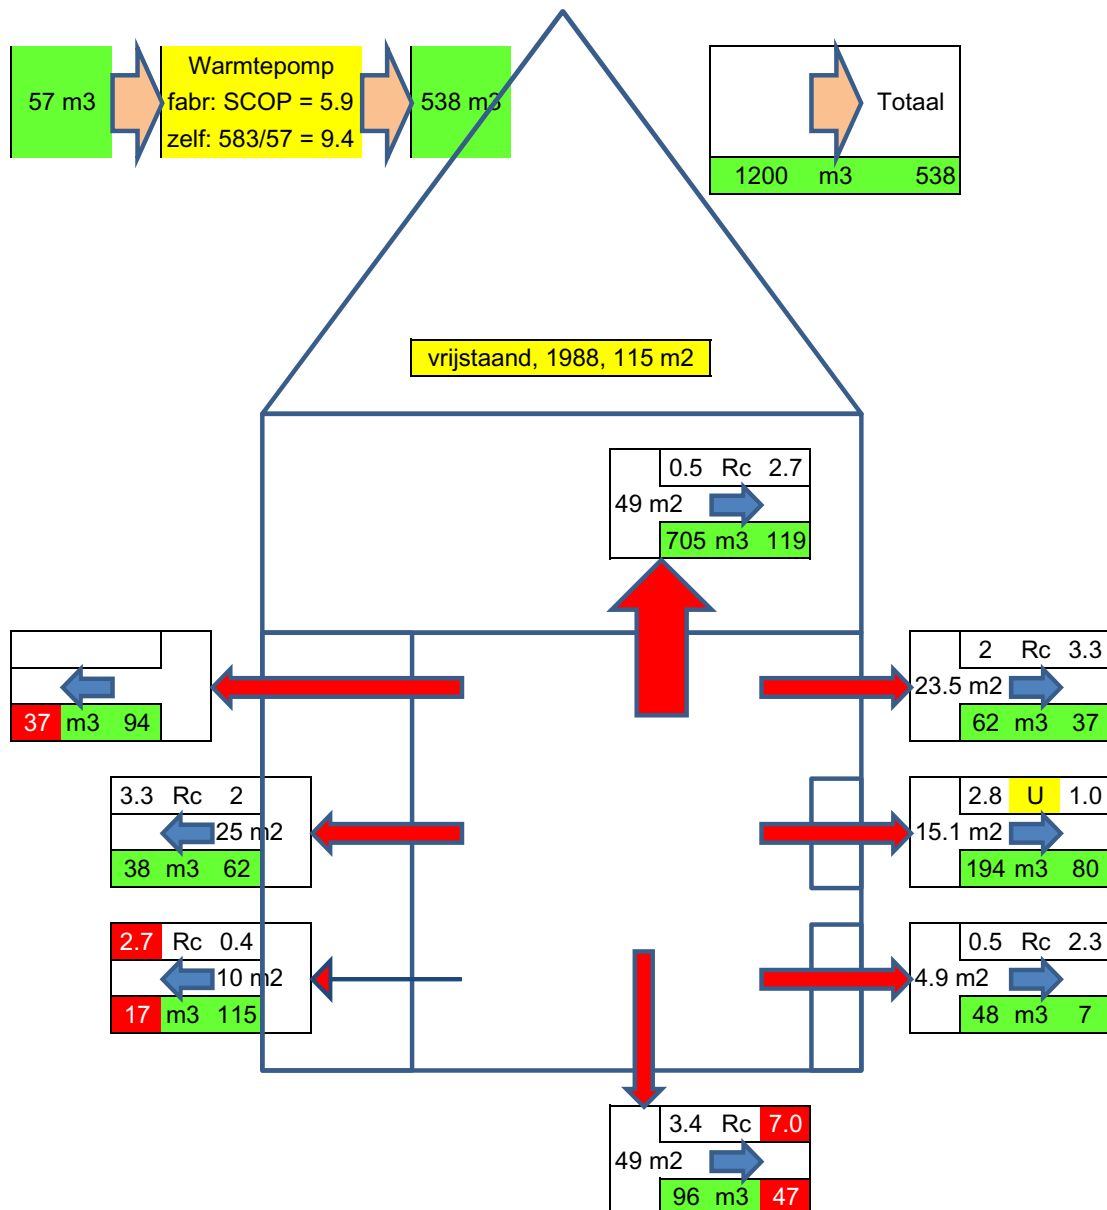 57 m3
Warmtepomp
fabr: SCOP = 5.9
zelf: 583/57 = 9.4
538 m3
Totaal
1200 m3 538
vrijstaand, 1988, 115 m2
0.5 Rc 2.7
49 m2
705 m3 119
37 m3 94
2 Rc 3.3
23.5 m2
62 m3 37
3.3 Rc 2
25 m2
38 m3 62
2.8 U 1.0
15.1 m2
194 m3 80
2.7 Rc 0.4
10 m2
17 m3 115
0.5 Rc 2.3
4.9 m2
48 m3 7
3.4 Rc 7.0
49 m2
96 m3 47